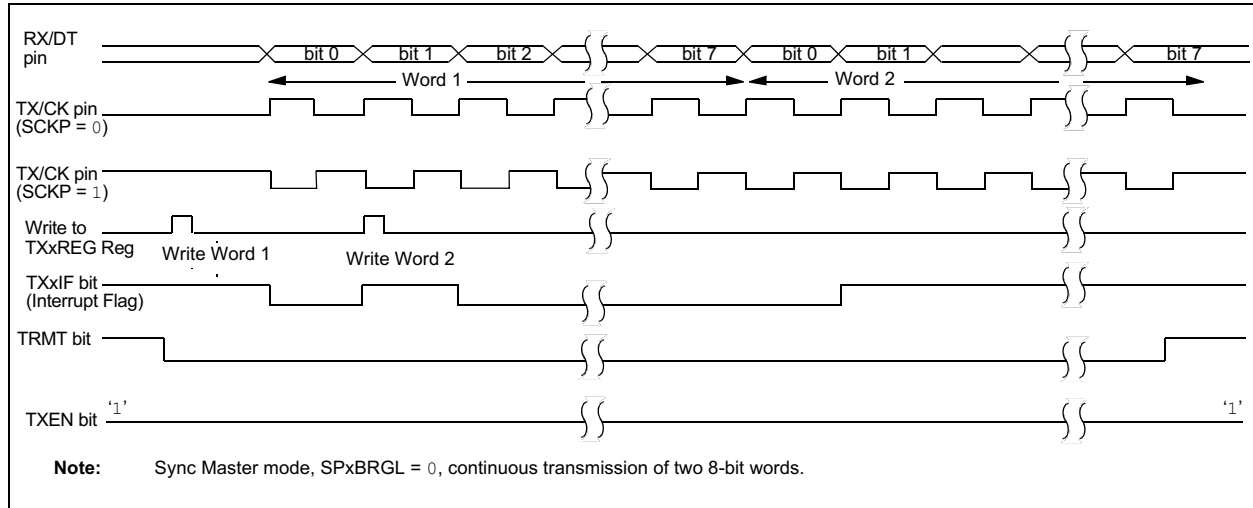 RX/DT
pin
bit 0 bit 1 bit 2 bit 7 bit 0 bit 1 bit 7
Word 1 Word 2
TX/CK pin
(SCKP = 0)
TX/CK pin
(SCKP = 1)
Write to
TXxREG Reg
Write Word 1 Write Word 2
TXxIF bit
(Interrupt Flag)
TRMT bit
TXEN bit ‘1’ ‘1’
Note: Sync Master mode, SPxBRGL = 0, continuous transmission of two 8-bit words.